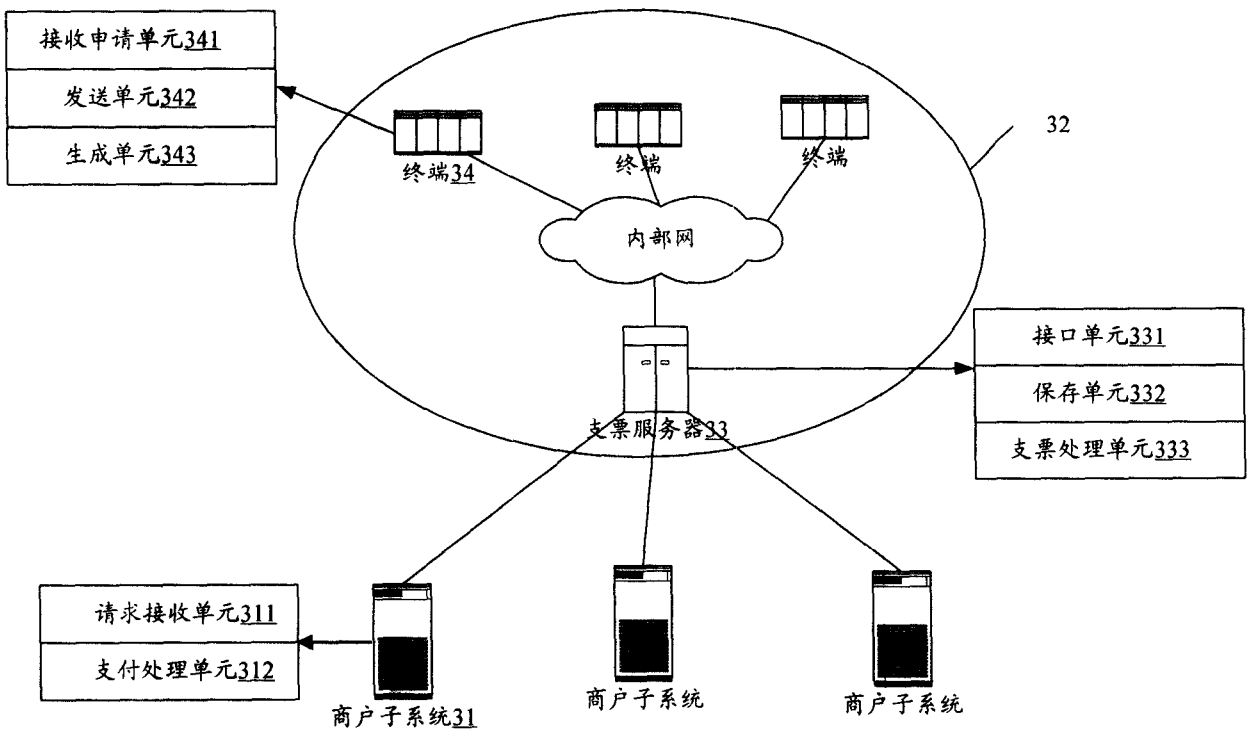 接收申请单元341
发送单元342
生成单元343
32
终端34
终端
终端
内部网
接口单元331
保存单元332
支票处理单元333
支票服务器33
请求接收单元311
支付处理单元312
商户子系统31
商户子系统
商户子系统